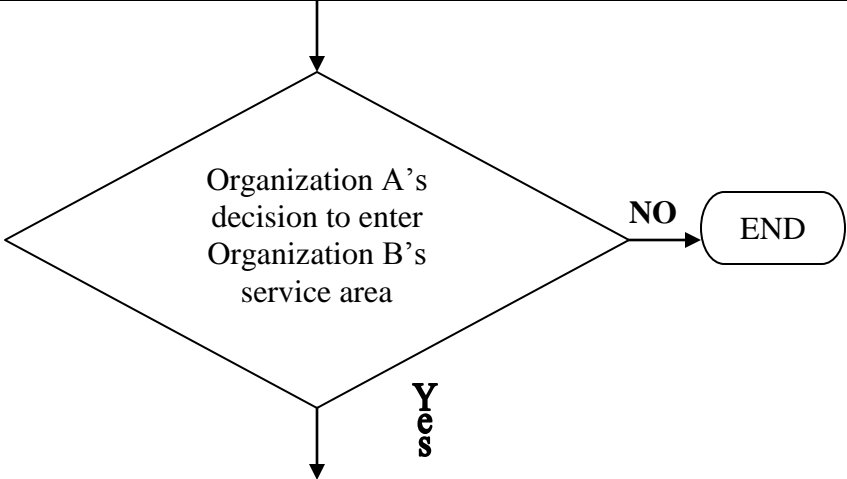 Organization A’s
decision to enter
Organization B’s
service area
NO
END
Yes